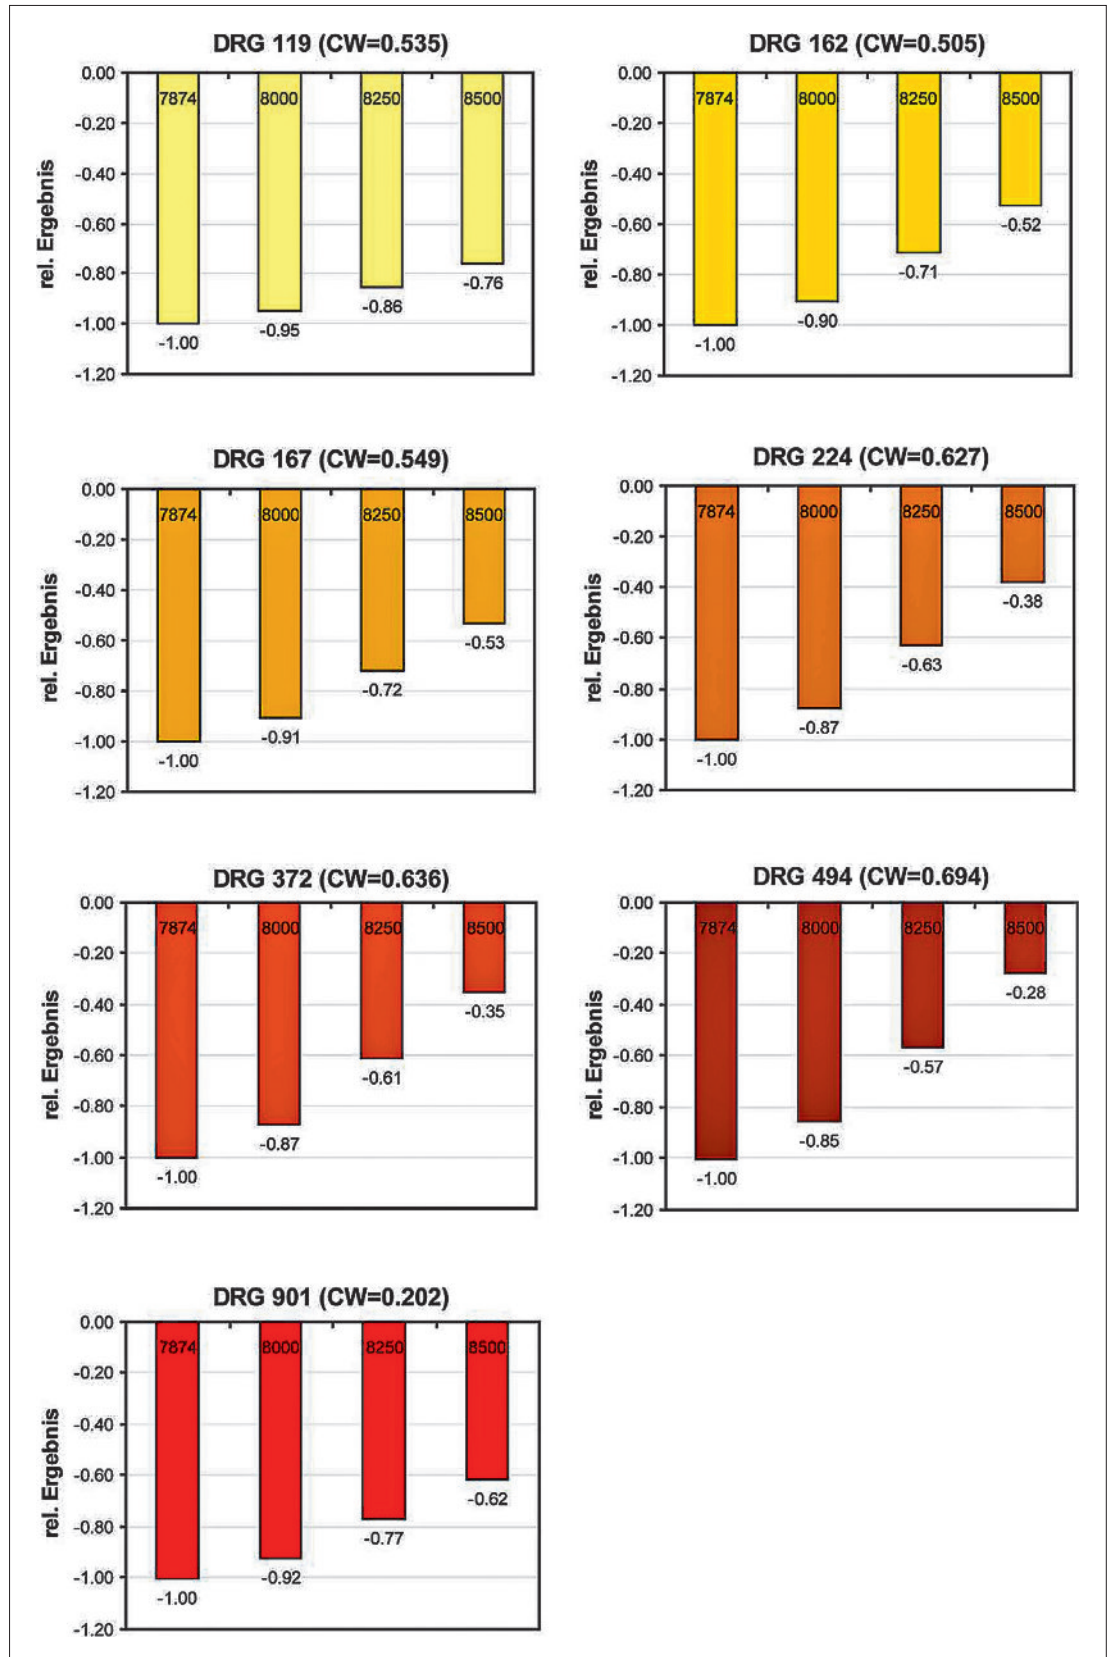 DRG 119 (CW=0.535)
rel. Ergebnis
0.00
-0.20
-0.40
-0.60
-0.80
-1.00
-1.20
7874 8000 8250 8500
-1.00 -0.95 -0.86 -0.76
DRG 162 (CW=0.505)
rel. Ergebnis
0.00
-0.20
-0.40
-0.60
-0.80
-1.00
-1.20
7874 8000 8250 8500
-1.00 -0.90 -0.71 -0.52
DRG 167 (CW=0.549)
rel. Ergebnis
0.00
-0.20
-0.40
-0.60
-0.80
-1.00
-1.20
7874 8000 8250 8500
-1.00 -0.91 -0.72 -0.53
DRG 224 (CW=0.627)
rel. Ergebnis
0.00
-0.20
-0.40
-0.60
-0.80
-1.00
-1.20
7874 8000 8250 8500
-1.00 -0.87 -0.63 -0.38
DRG 372 (CW=0.636)
rel. Ergebnis
0.00
-0.20
-0.40
-0.60
-0.80
-1.00
-1.20
7874 8000 8250 8500
-1.00 -0.87 -0.61 -0.35
DRG 494 (CW=0.694)
rel. Ergebnis
0.00
-0.20
-0.40
-0.60
-0.80
-1.00
-1.20
7874 8000 8250 8500
-1.00 -0.85 -0.57 -0.28
DRG 901 (CW=0.202)
rel. Ergebnis
0.00
-0.20
-0.40
-0.60
-0.80
-1.00
-1.20
7874 8000 8250 8500
-1.00 -0.92 -0.77 -0.62